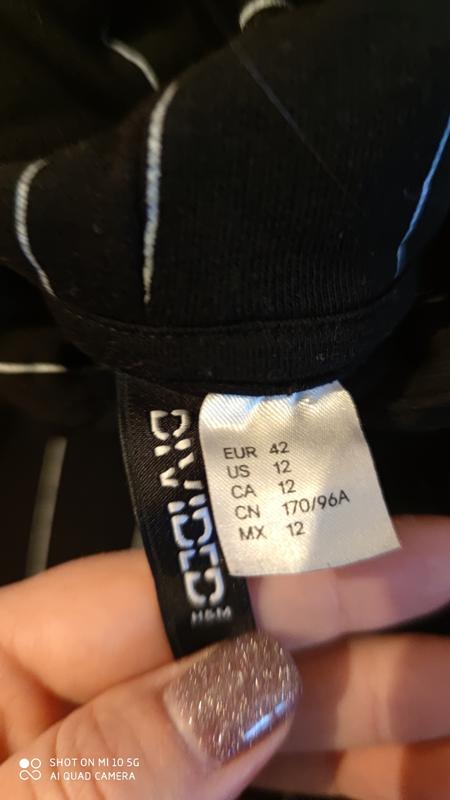 DIVIDED
H&M
EUR 42
US 12
CA 12
CN 170/96A
MX 12
SHOT ON MI 10 5G
AI QUAD CAMERA